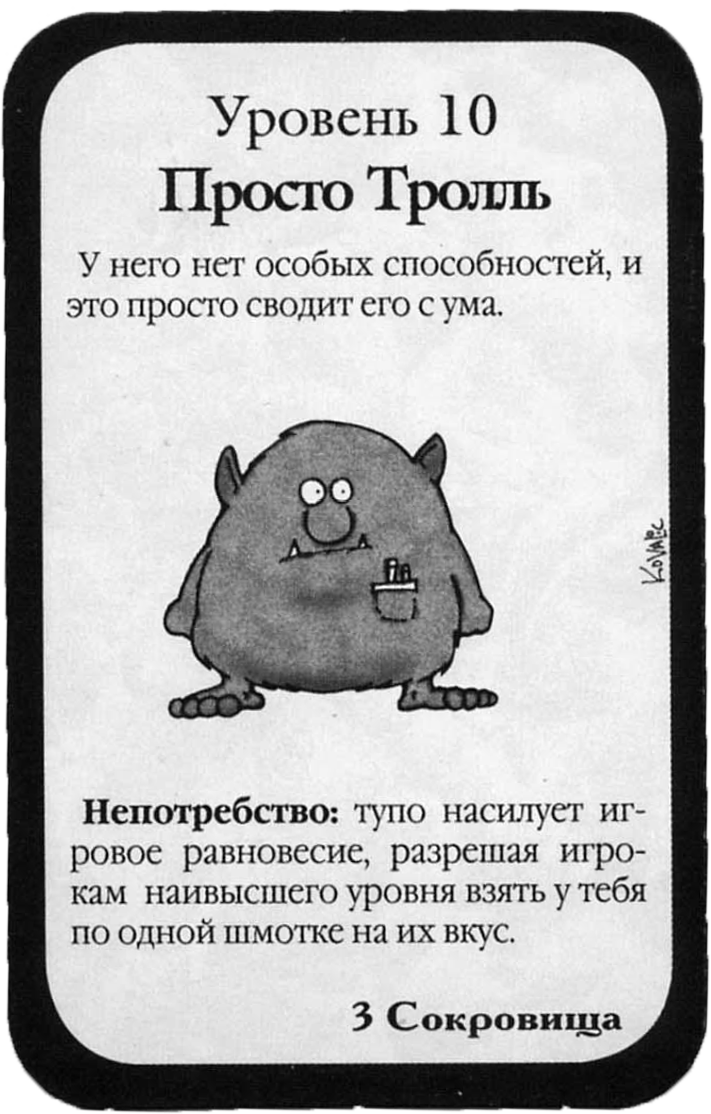 Уровень 10
Просто Тролль
У него нет особых способностей, и
это просто сводит его с ума.
KOVALIC
Непотребство: тупо насилует иг-
ровое равновесие, разрешая игро-
кам наивысшего уровня взять у тебя
по одной шмотке на их вкус.
3 Сокровища